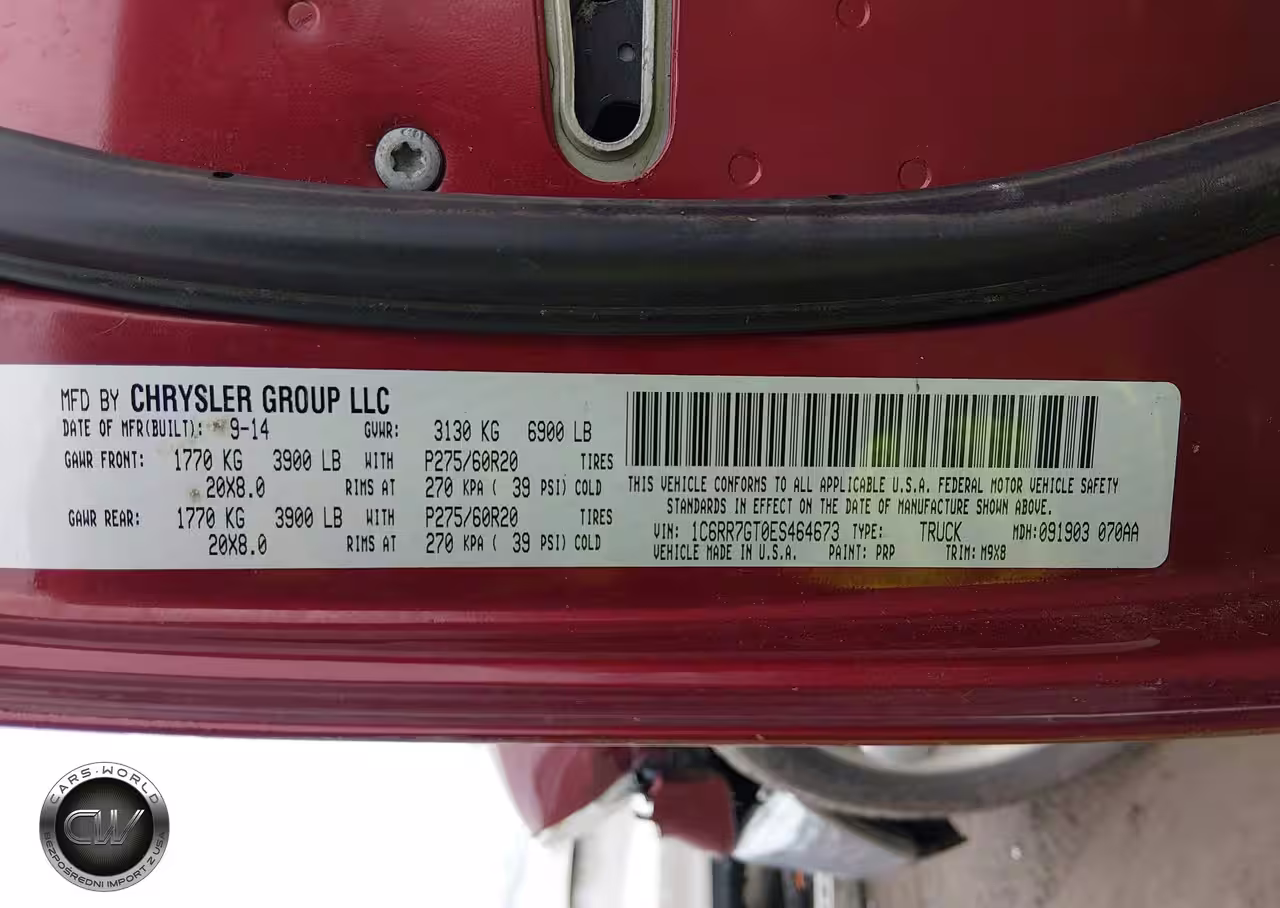 MFD BY CHRYSLER GROUP LLC
DATE OF MFR(BUILT): 9-14 GVWR: 3130 KG 6900 LB
GAWR FRONT: 1770 KG 3900 LB WITH P275/60R20 TIRES
20X8.0 RIMS AT 270 KPA ( 39 PSI) COLD
GAWR REAR: 1770 KG 3900 LB WITH P275/60R20 TIRES
20X8.0 RIMS AT 270 KPA ( 39 PSI) COLD
THIS VEHICLE CONFORMS TO ALL APPLICABLE U.S.A. FEDERAL MOTOR VEHICLE SAFETY
STANDARDS IN EFFECT ON THE DATE OF MANUFACTURE SHOWN ABOVE.
VIN: 1C6RR7GT0ES464673 TYPE: TRUCK MDH:091903 070AA
VEHICLE MADE IN U.S.A. PAINT: PRP TRIM: M9X8
CARS-WORLD
CW
BEZPOŚREDNI IMPORT Z USA